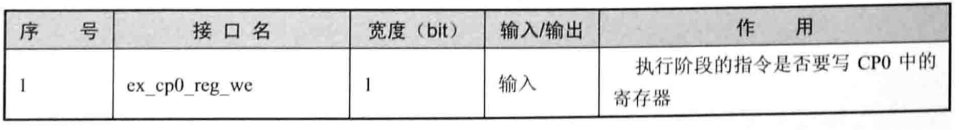 序 号 接 口 名 宽度（bit） 输入/输出 作 用
1 ex_cp0_reg_we 1 输入 执行阶段的指令是否要写 CP0 中的
寄存器